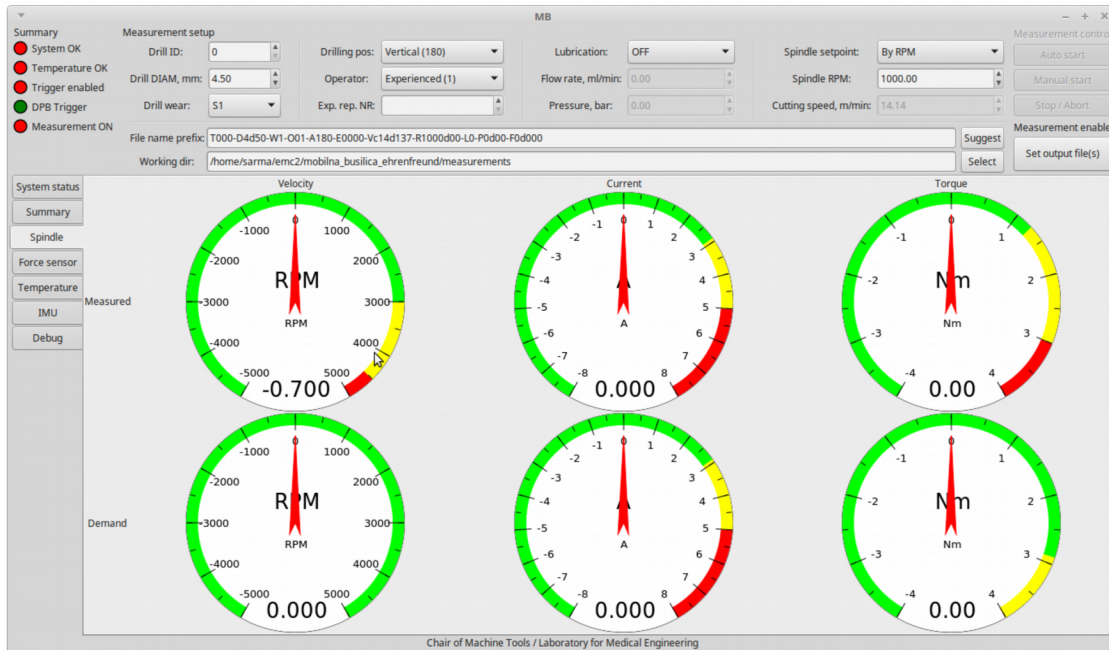 MB
Summary
System OK
Temperature OK
Trigger enabled
DPB Trigger
Measurement ON
Measurement setup
Drill ID: 0
Drilling pos: Vertical (180)
Lubrication: OFF
Spindle setpoint: By RPM
Drill DIAM, mm: 4.50
Operator: Experienced (1)
Flow rate, ml/min: 0.00
Spindle RPM: 1000.00
Drill wear: S1
Exp. rep. NR:
Pressure, bar: 0.00
Cutting speed, m/min: 14.14
Measurement contro
Auto start
Manual start
Stop / Abort
File name prefix: T000-D4d50-W1-O01-A180-E0000-Vc14d137-R1000d00-L0-P0d00-F0d000 Suggest
Working dir: /home/sarma/emc2/mobilna_busilica_ehrenfreund/measurements Select
Measurement enable
Set output file(s)
System status
Summary
Spindle
Force sensor
Temperature
IMU
Debug
Velocity Current Torque
Measured
-5000 -4000 -3000 -2000 -1000 0 1000 2000 3000 4000 5000
RPM
RPM
-0.700
-8 -7 -6 -5 -4 -3 -2 -1 0 1 2 3 4 5 6 7 8
A
A
0.000
-4 -3 -2 -1 0 1 2 3 4
Nm
Nm
0.00
Demand
-5000 -4000 -3000 -2000 -1000 0 1000 2000 3000 4000 5000
RPM
RPM
0.000
-8 -7 -6 -5 -4 -3 -2 -1 0 1 2 3 4 5 6 7 8
A
A
0.000
-4 -3 -2 -1 0 1 2 3 4
Nm
Nm
0.00
Chair of Machine Tools / Laboratory for Medical Engineering